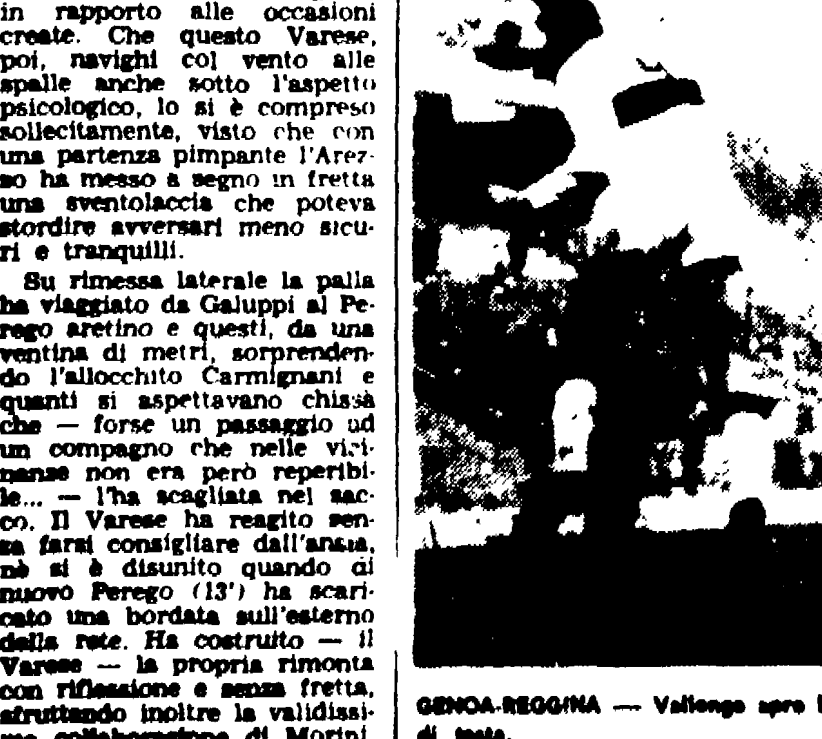 in rapporto alle occasioni
create. Che questo Varese,
poi, navighi col vento alle
spalle anche sotto l'aspetto
psicologico, lo si è compreso
sollecitamente, visto che con
una partenza pimpante l'Arez-
zo ha messo a segno in fretta
una sventolaccia che poteva
stordire avversari meno sicu-
ri e tranquilli.
Su rimessa laterale la palla
ha viaggiato da Galuppi al Pe-
rego aretino e questi, da una
ventina di metri, sorprenden-
do l'allocchito Carmignani e
quanti si aspettavano chissà
che — forse un passaggio ad
un compagno che nelle vici-
nanze non era però reperibi-
le... — l'ha scagliata nel sac-
co. Il Varese ha reagito sen-
za farsi consigliare dall'ansia,
nè si è disunito quando di
nuovo Perego (13') ha scari-
cato una bordata sull'esterno
della rete. Ha costruito — il
Varese — la propria rimonta
con riflessione e senza fretta,
sfruttando inoltre la validissi-
ma collaborazione di Morini,
GENOA-REGGINA — Vallongo apre
di testa.